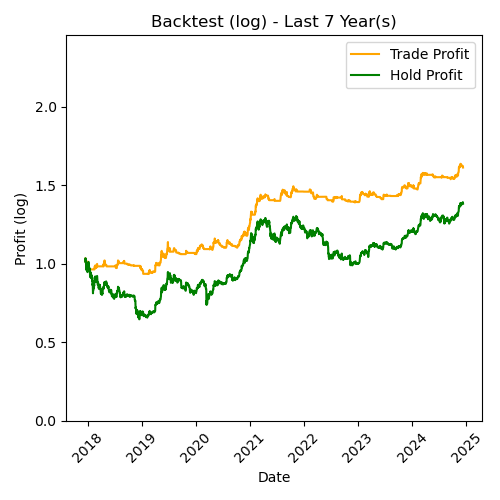 Backtest (log) - Last 7 Year(s)
Trade Profit
Hold Profit
Profit (log)
2.0
1.5
1.0
0.5
0.0
2018 2019 2020 2021 2022 2023 2024 2025
Date